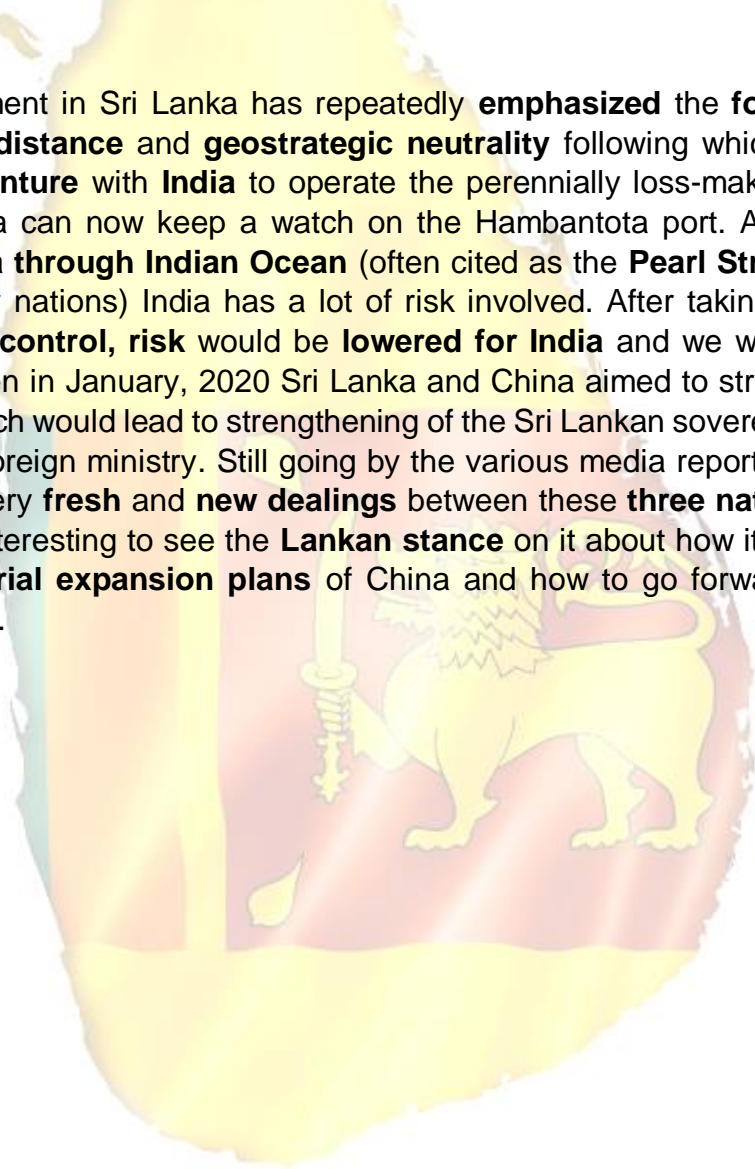 ment in Sri Lanka has repeatedly emphasized the fo
distance and geostrategic neutrality following whic
enture with India to operate the perennially loss-mak
a can now keep a watch on the Hambantota port. A
through Indian Ocean (often cited as the Pearl Str
nations) India has a lot of risk involved. After takin
control, risk would be lowered for India and we w
n in January, 2020 Sri Lanka and China aimed to str
ch would lead to strengthening of the Sri Lankan sovere
oreign ministry. Still going by the various media report
ery fresh and new dealings between these three nat
teresting to see the Lankan stance on it about how it
rial expansion plans of China and how to go forwa
.